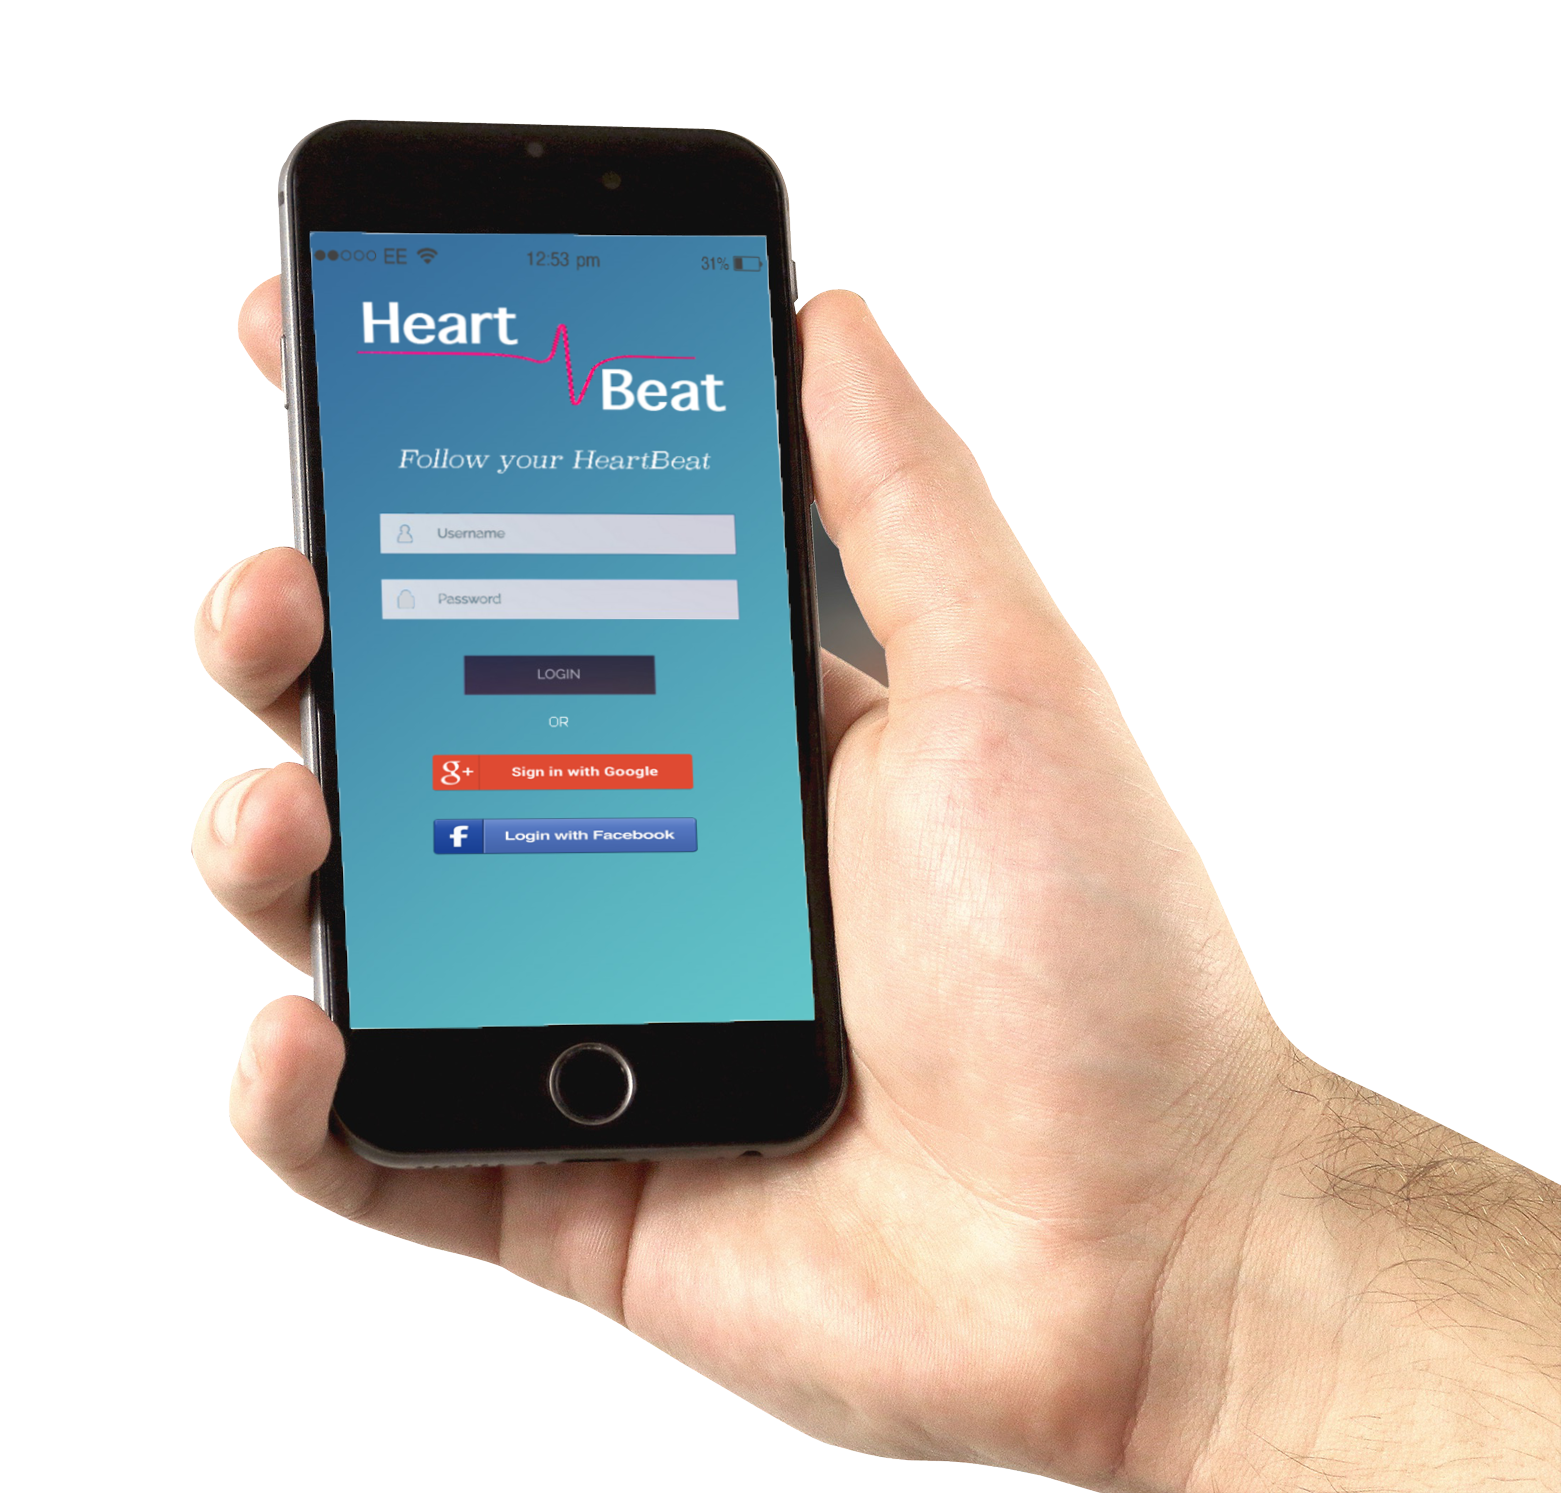 EE 12:53 pm 31%
Heart
Beat
Follow your HeartBeat
Username
Password
LOGIN
OR
g+ Sign in with Google
f Login with Facebook